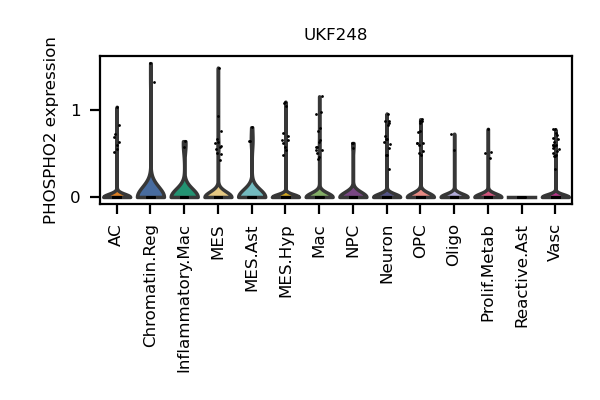 UKF248
PHOSPHO2 expression
1
0
AC
Chromatin.Reg
Inflammatory.Mac
MES
MES.Ast
MES.Hyp
Mac
NPC
Neuron
OPC
Oligo
Prolif.Metab
Reactive.Ast
Vasc